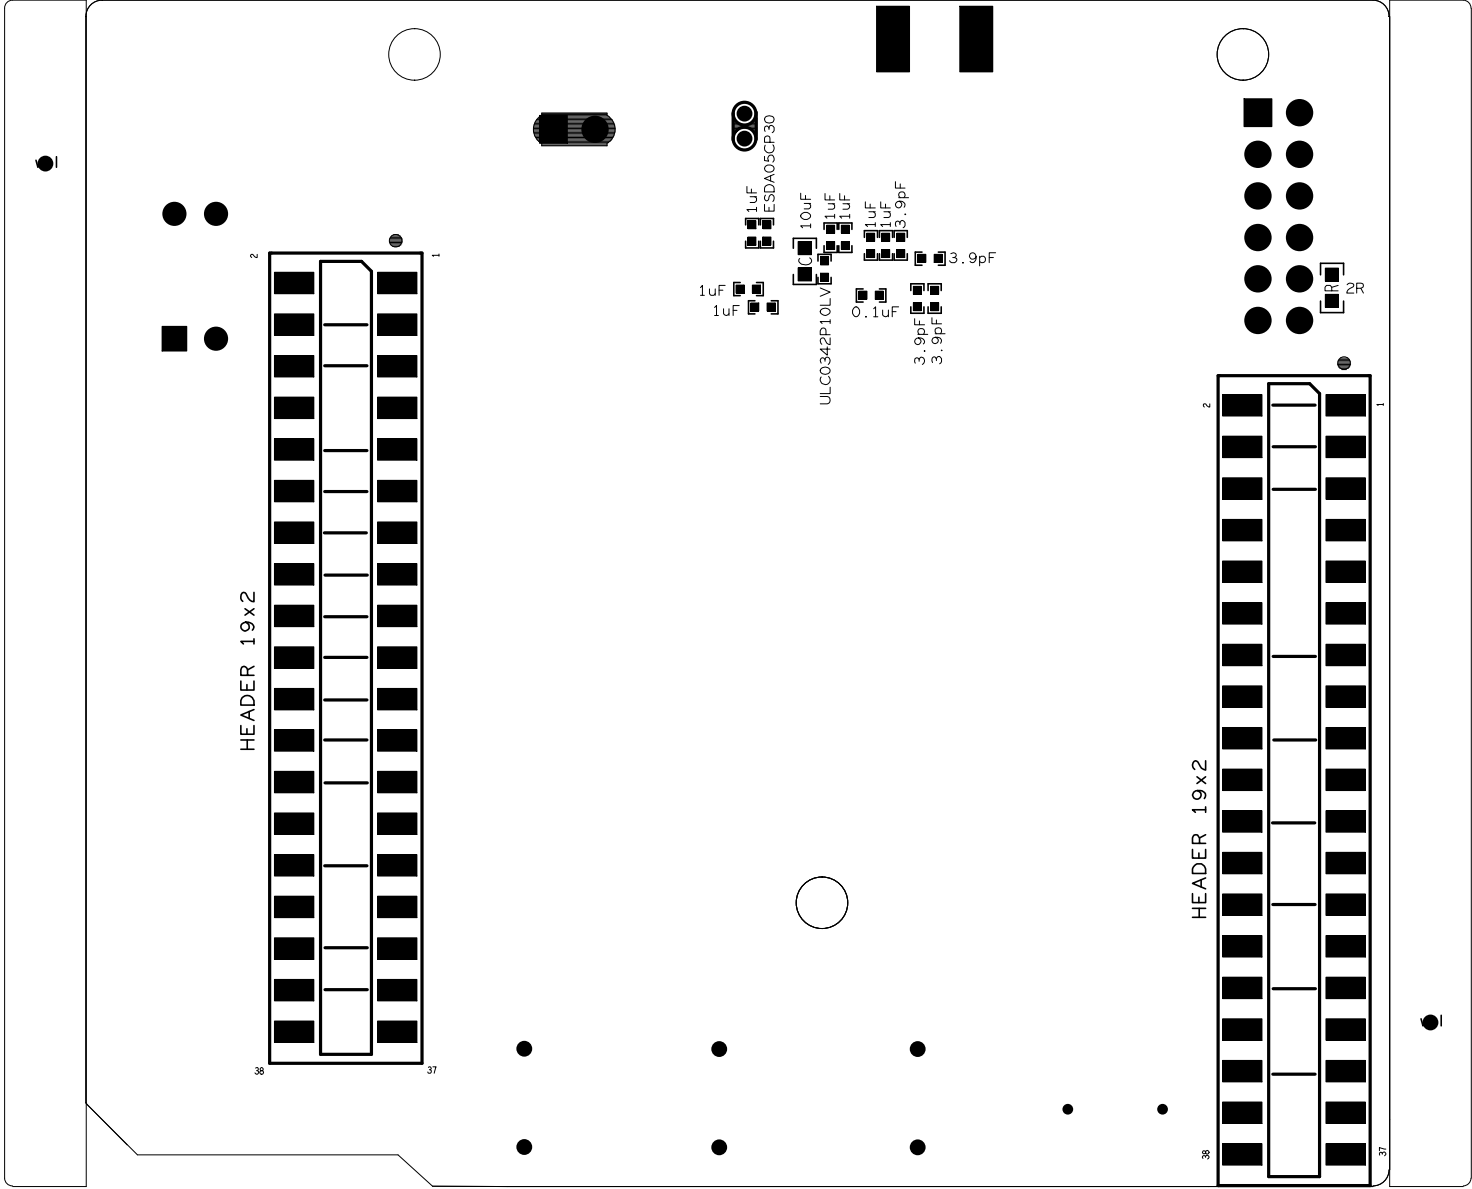 ESDA05CP30
1uF
10uF
1uF
1uF
1uF
1uF
3.9pF
3.9pF
C
1uF
1uF
0.1uF
ULC0342P10LV
3.9pF
3.9pF
R
2R
2
1
HEADER 19x2
38
37
2
1
HEADER 19x2
38
37